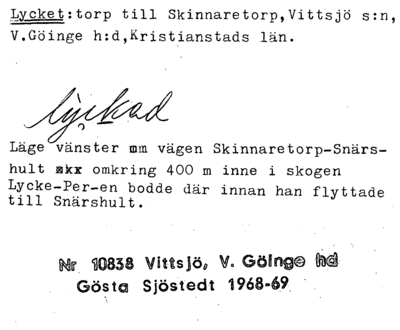 Lycket:torp till Skinnaretorp,Vittsjö s:n,
V.Göinge h:d,Kristianstads län.
lyckad
Läge vänster om vägen Skinnaretorp-Snärs-
hult omkring 400 m inne i skogen
Lycke-Per-en bodde där innan han flyttade
till Snärshult.
Nr 10838 Vittsjö, V. Göinge hd
Gösta Sjöstedt 1968-69